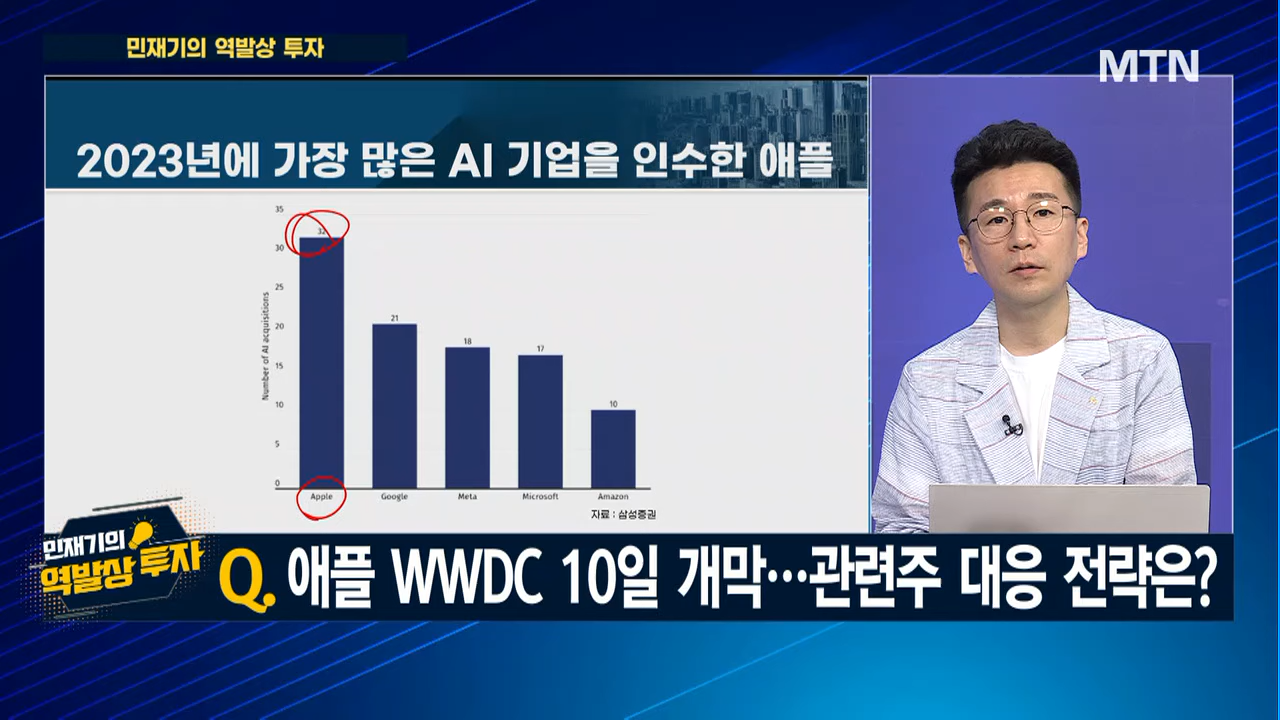 민재기의 역발상 투자
MTN
2023년에 가장 많은 AI 기업을 인수한 애플
Number of AI acquisitions
35
30
25
20
15
10
5
0
32
21
18
17
10
Apple
Google
Meta
Microsoft
Amazon
자료 : 삼성증권
민재기의
역발상 투자
Q. 애플 WWDC 10일 개막…관련주 대응 전략은?